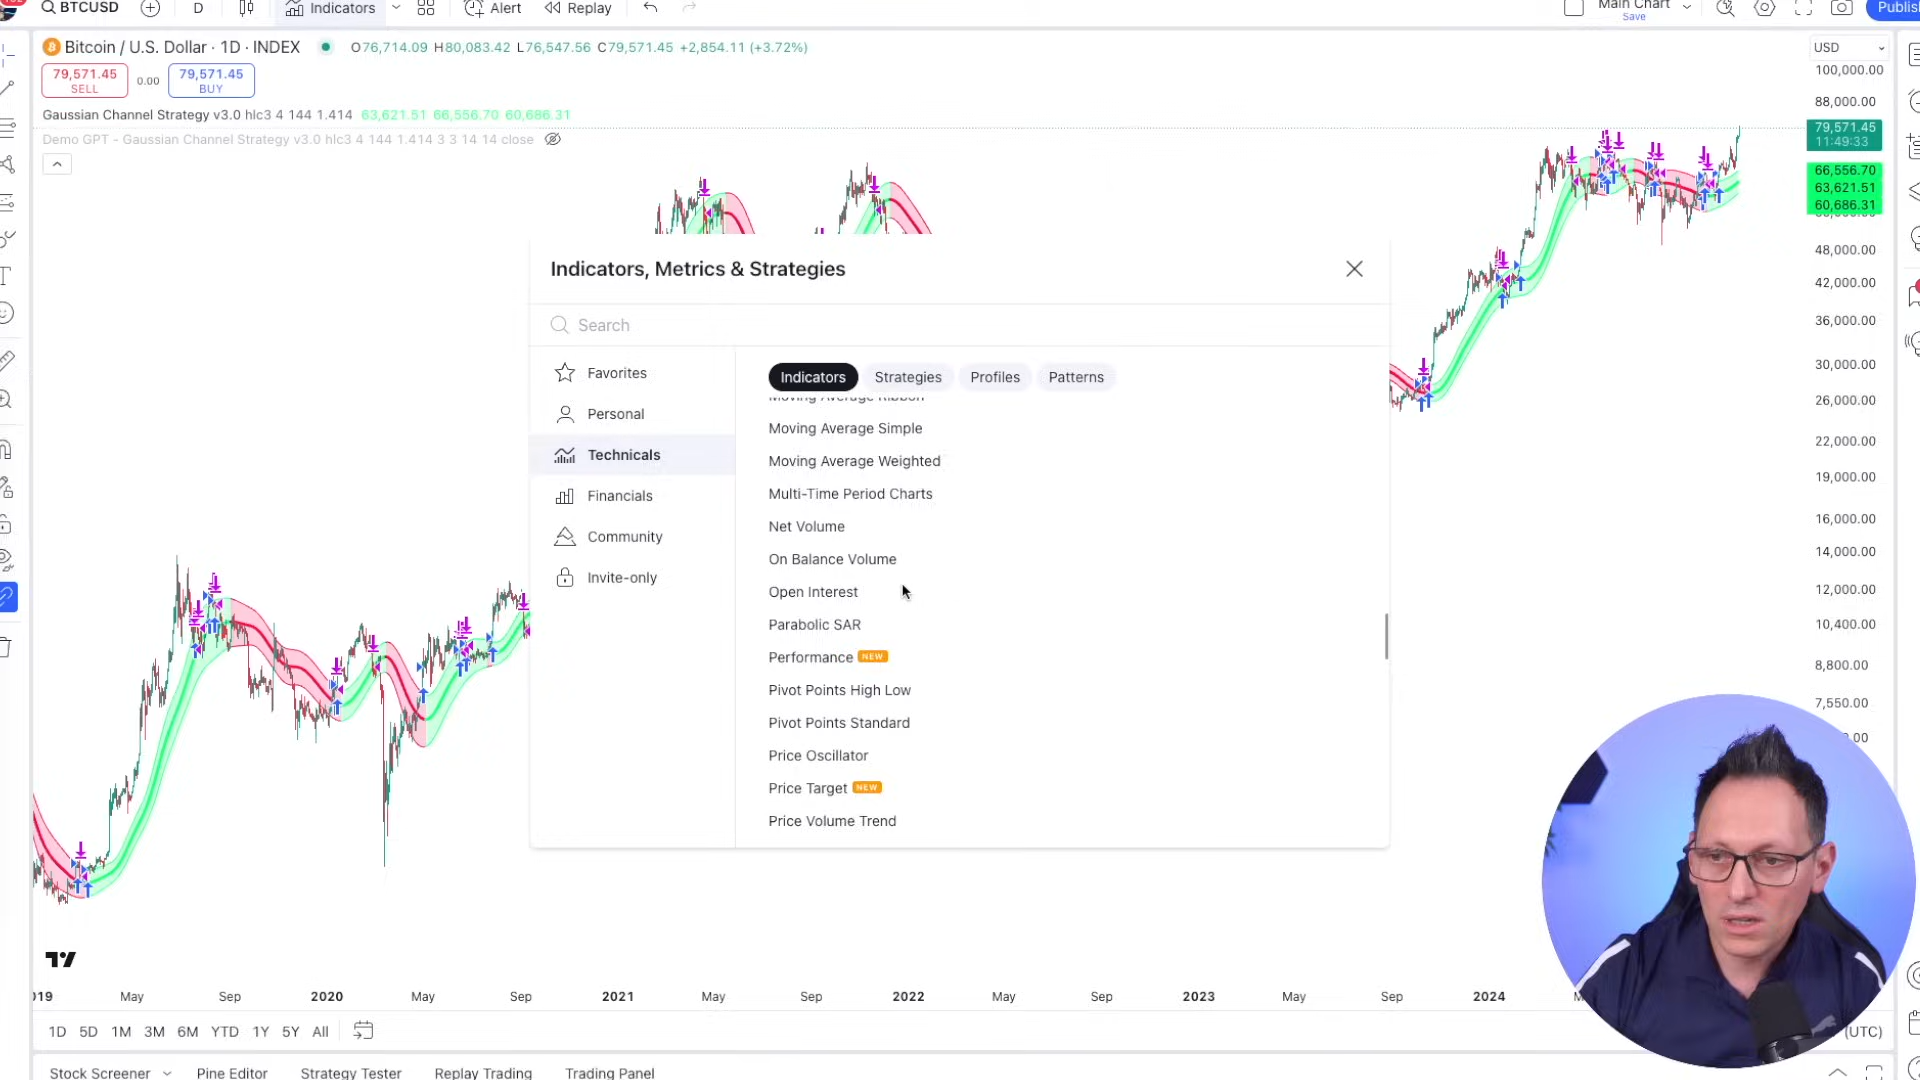 BTCUSD
D
Indicators
Alert
Replay
Main Chart
Save
Publis
Bitcoin / U.S. Dollar · 1D · INDEX
O76,714.09 H80,083.42 L76,547.56 C79,571.45 +2,854.11 (+3.72%)
USD
79,571.45
SELL
0.00
79,571.45
BUY
Gaussian Channel Strategy v3.0 hlc3 4 144 1.414 63,621.51 66,556.70 60,686.31
Demo GPT - Gaussian Channel Strategy v3.0 hlc3 4 144 1.414 3 3 14 14 close
100,000.00
88,000.00
79,571.45
11:49:33
66,556.70
63,621.51
60,686.31
48,000.00
42,000.00
36,000.00
30,000.00
26,000.00
22,000.00
19,000.00
16,000.00
14,000.00
12,000.00
10,400.00
8,800.00
7,550.00
Indicators, Metrics & Strategies
Search
Favorites
Personal
Technicals
Financials
Community
Invite-only
Indicators
Strategies
Profiles
Patterns
Moving Average Ribbon
Moving Average Simple
Moving Average Weighted
Multi-Time Period Charts
Net Volume
On Balance Volume
Open Interest
Parabolic SAR
Performance NEW
Pivot Points High Low
Pivot Points Standard
Price Oscillator
Price Target NEW
Price Volume Trend
019 May Sep 2020 May Sep 2021 May Sep 2022 May Sep 2023 May Sep 2024
1D 5D 1M 3M 6M YTD 1Y 5Y All
(UTC)
Stock Screener
Pine Editor
Strategy Tester
Replay Trading
Trading Panel